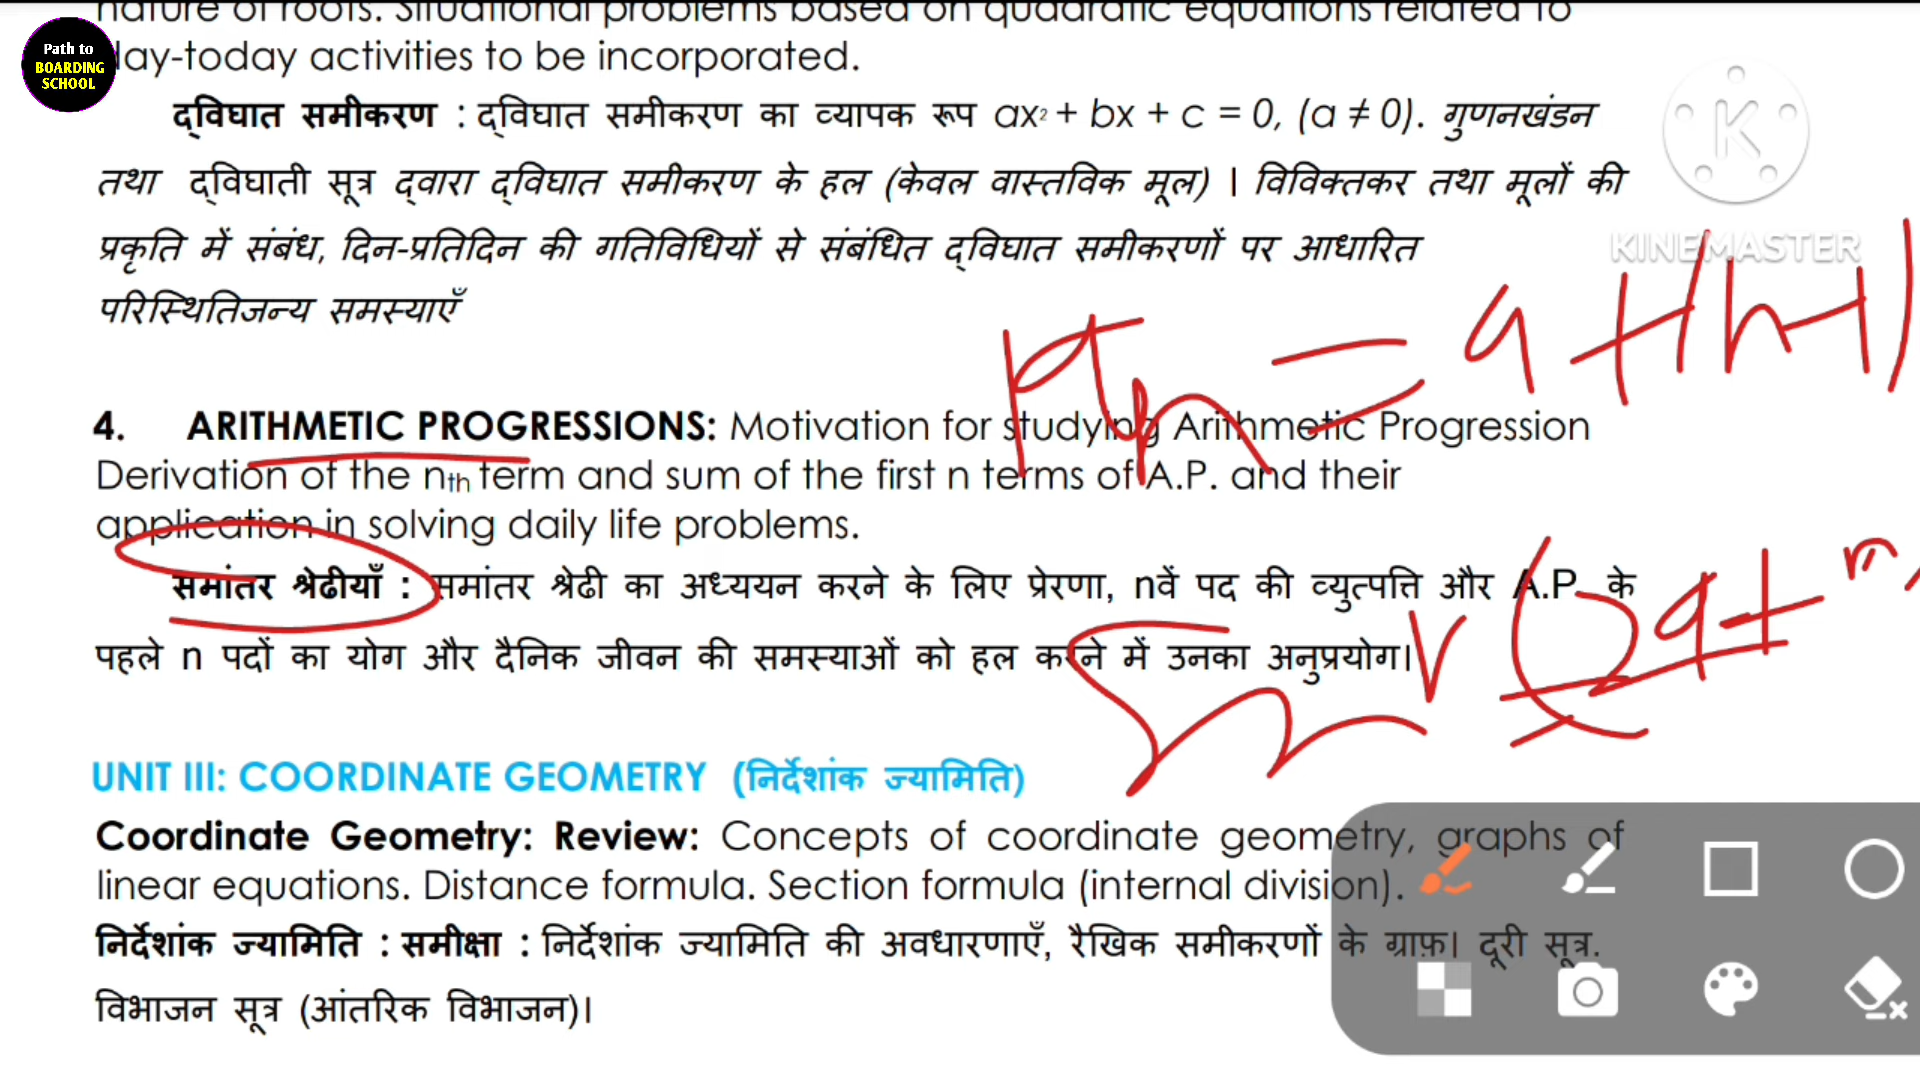 nature of roots. Situational problems based on quadratic equations related to
Path to
BOARDING
SCHOOL
day-today activities to be incorporated.
द्विघात समीकरण : द्विघात समीकरण का व्यापक रूप ax² + bx + c = 0, (a ≠ 0). गुणनखंडन
K
तथा द्विघाती सूत्र द्वारा द्विघात समीकरण के हल (केवल वास्तविक मूल) | विविक्तकर तथा मूलों की
प्रकृति में संबंध, दिन-प्रतिदिन की गतिविधियों से संबंधित द्विघात समीकरणों पर आधारित
KINEMASTER
परिस्थितिजन्य समस्याएँ
= a + (n-1)
4. ARITHMETIC PROGRESSIONS: Motivation for studying Arithmetic Progression
Derivation of the nth term and sum of the first n terms of A.P. and their
application in solving daily life problems.
समांतर श्रेढीयाँ : समांतर श्रेढी का अध्ययन करने के लिए प्रेरणा, nवें पद की व्युत्पत्ति और A.P. के
पहले n पदों का योग और दैनिक जीवन की समस्याओं को हल करने में उनका अनुप्रयोग।
UNIT III: COORDINATE GEOMETRY (निर्देशांक ज्यामिति)
Coordinate Geometry: Review: Concepts of coordinate geometry, graphs of
linear equations. Distance formula. Section formula (internal division).
निर्देशांक ज्यामिति : समीक्षा : निर्देशांक ज्यामिति की अवधारणाएँ, रैखिक समीकरणों के ग्राफ़। दूरी सूत्र.
विभाजन सूत्र (आंतरिक विभाजन)।